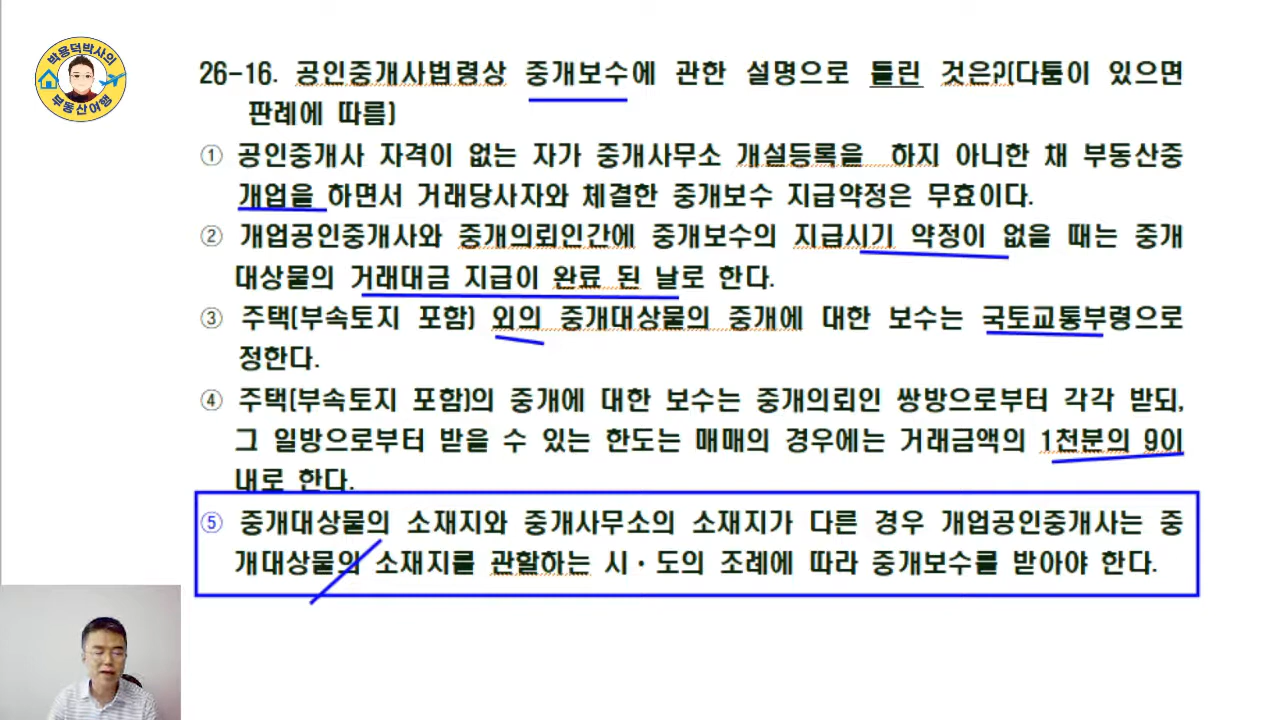 박용덕박사의
부동산여행
26-16. 공인중개사법령상 중개보수에 관한 설명으로 틀린 것은?(다툼이 있으면
판례에 따름)
① 공인중개사 자격이 없는 자가 중개사무소 개설등록을 하지 아니한 채 부동산중
개업을 하면서 거래당사자와 체결한 중개보수 지급약정은 무효이다.
② 개업공인중개사와 중개의뢰인간에 중개보수의 지급시기 약정이 없을 때는 중개
대상물의 거래대금 지급이 완료 된 날로 한다.
③ 주택(부속토지 포함) 외의 중개대상물의 중개에 대한 보수는 국토교통부령으로
정한다.
④ 주택(부속토지 포함)의 중개에 대한 보수는 중개의뢰인 쌍방으로부터 각각 받되,
그 일방으로부터 받을 수 있는 한도는 매매의 경우에는 거래금액의 1천분의 9이
내로 한다.
⑤ 중개대상물의 소재지와 중개사무소의 소재지가 다른 경우 개업공인중개사는 중
개대상물의 소재지를 관할하는 시·도의 조례에 따라 중개보수를 받아야 한다.